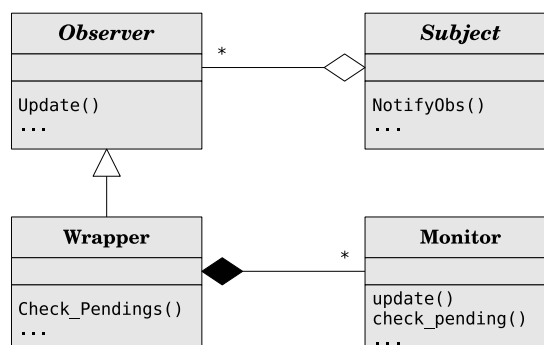 Observer
Subject
*
Update()
...
NotifyObs()
...
Wrapper
Monitor
*
Check_Pendings()
...
update()
check_pending()
...